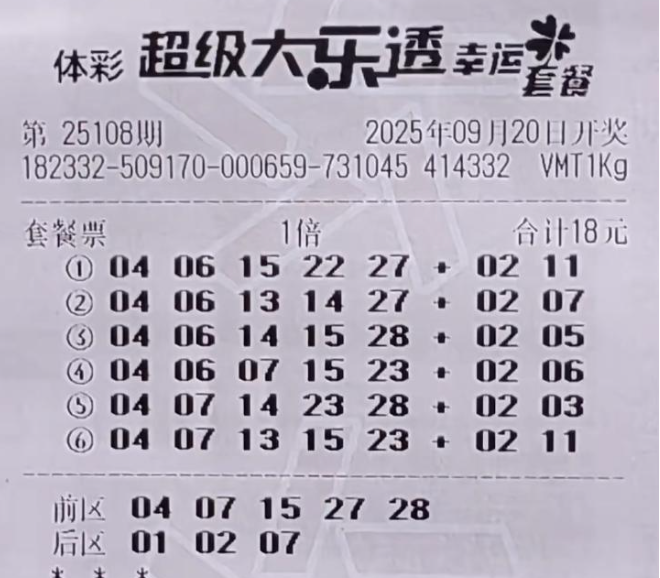 体彩 超级大乐透 幸运套餐
第 25108期 2025年09月20日开奖
182332-509170-000659-731045 414332 VMT1Kg
套餐票 1倍 合计18元
① 04 06 15 22 27 + 02 11
② 04 06 13 14 27 + 02 07
③ 04 06 14 15 28 + 02 05
④ 04 06 07 15 23 + 02 06
⑤ 04 07 14 23 28 + 02 03
⑥ 04 07 13 15 23 + 02 11
前区 04 07 15 27 28
后区 01 02 07
* * *